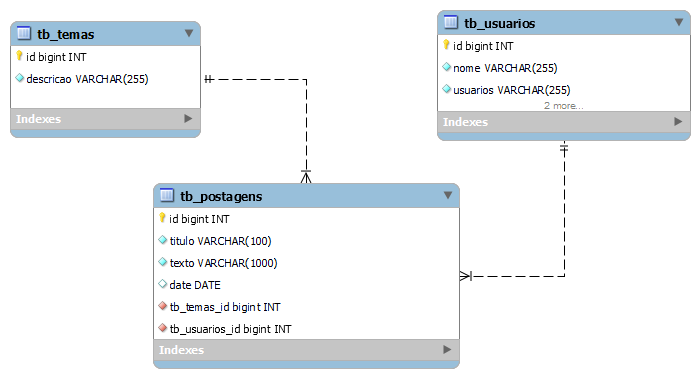 tb_temas
id bigint INT
descricao VARCHAR(255)
Indexes
tb_usuarios
id bigint INT
nome VARCHAR(255)
usuarios VARCHAR(255)
2 more...
Indexes
tb_postagens
id bigint INT
titulo VARCHAR(100)
texto VARCHAR(1000)
date DATE
tb_temas_id bigint INT
tb_usuarios_id bigint INT
Indexes